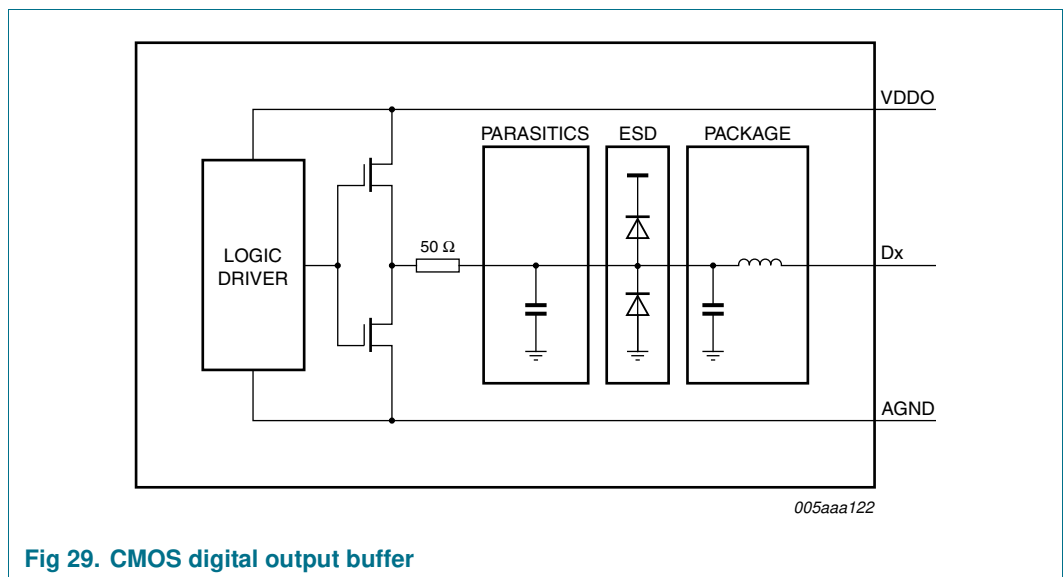 VDDO
PARASITICS ESD PACKAGE
LOGIC
DRIVER
50 Ω
Dx
AGND
005aaa122
Fig 29. CMOS digital output buffer